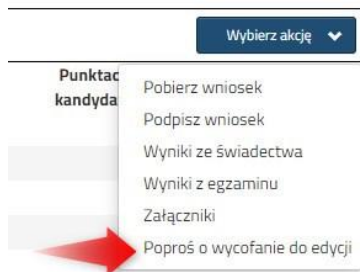 Wybierz akcję
Punktac
kandyda
Pobierz wniosek
Podpisz wniosek
Wyniki ze świadectwa
Wyniki z egzaminu
Załączniki
Poproś o wycofanie do edycji